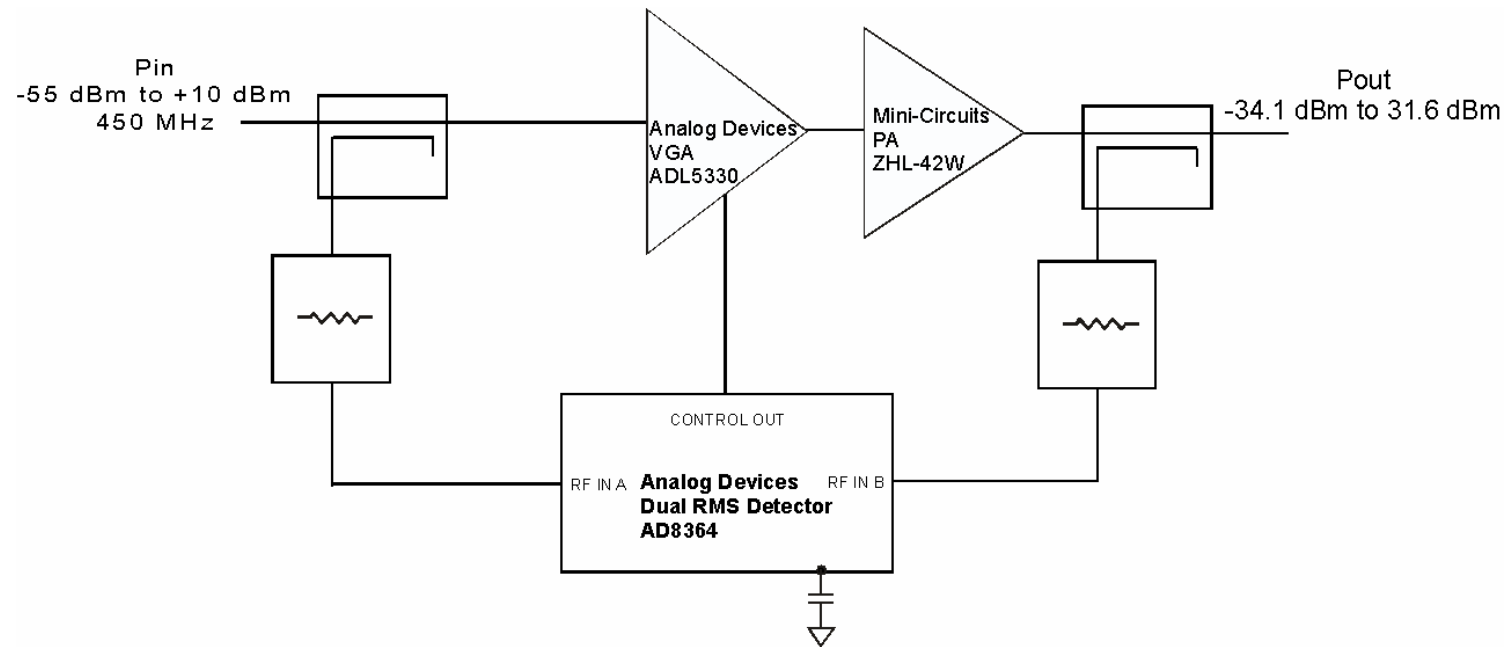 Pin
-55 dBm to +10 dBm
450 MHz
Analog Devices
VGA
ADL5330
Mini-Circuits
PA
ZHL-42W
Pout
-34.1 dBm to 31.6 dBm
CONTROL OUT
RF IN A
Analog Devices
Dual RMS Detector
AD8364
RF IN B